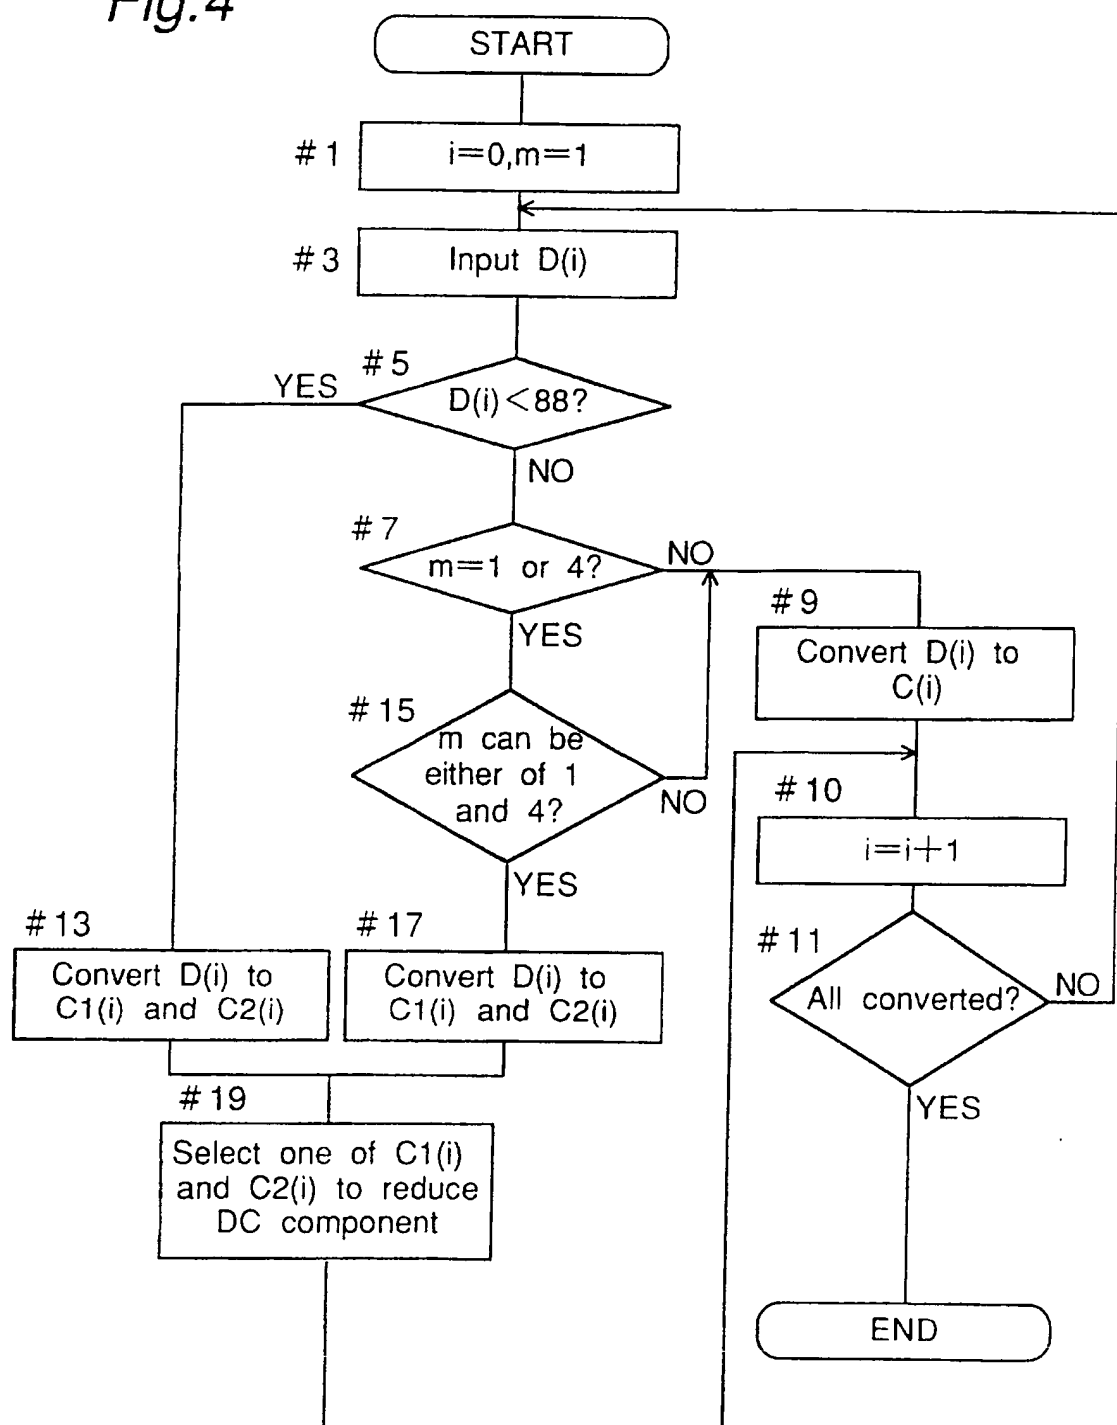 Fig.4
START
#1
i=0,m=1
#3
Input D(i)
#5
YES
D(i)<88?
NO
#7
m=1 or 4?
NO
YES
#9
Convert D(i) to
C(i)
#15
m can be
either of 1
and 4?
NO
YES
#10
i=i+1
#11
All converted?
NO
YES
#13
Convert D(i) to
C1(i) and C2(i)
#17
Convert D(i) to
C1(i) and C2(i)
#19
Select one of C1(i)
and C2(i) to reduce
DC component
END